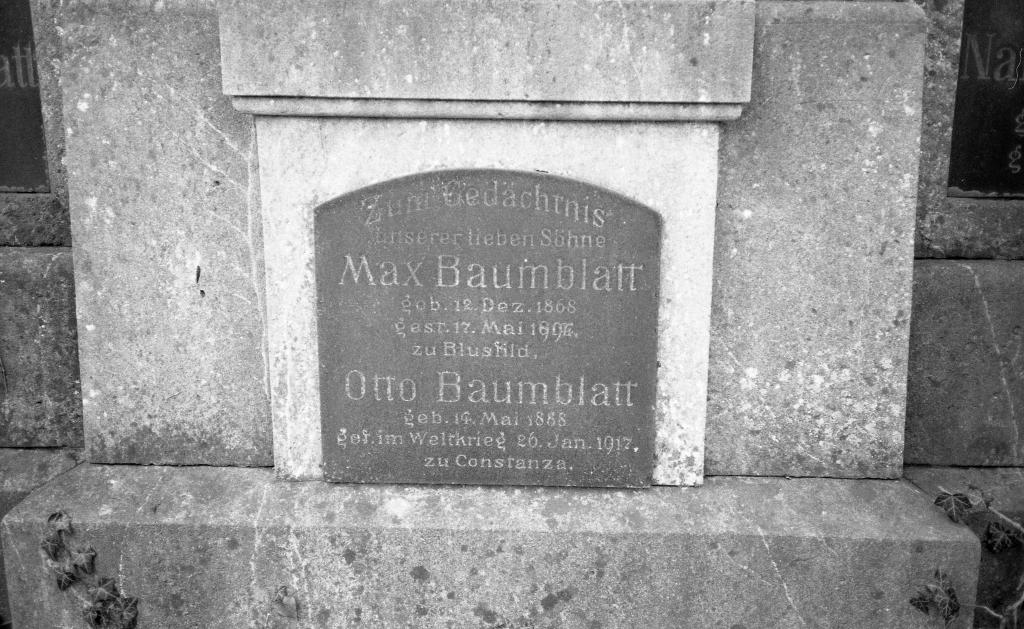 Zum Gedächtnis
unserer lieben Söhne
Max Baumblatt
geb. 12. Dez. 1868
gest. 17. Mai
zu
Otto Baumblatt
geb. 14. Mai 1888
gef. im Weltkrieg 26. Jan. 1917.
zu Constanza.